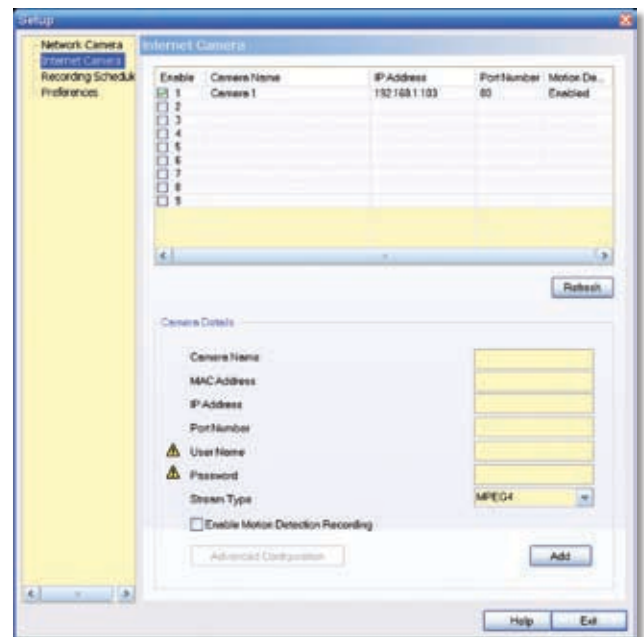 Setup
Network Camera
Internet Camera
Recording Schedul
Preferences
Internet Camera
Enable Camera Name IP Address Port Number Motion De...
1 Camera 1 192.168.1.103 80 Enabled
2
3
4
5
6
7
8
9
Refresh
Camera Details
Camera Name
MAC Address
IP Address
Port Number
User Name
Password
Stream Type MPEG4
Enable Motion Detection Recording
Advanced Configuration Add
Help Exit